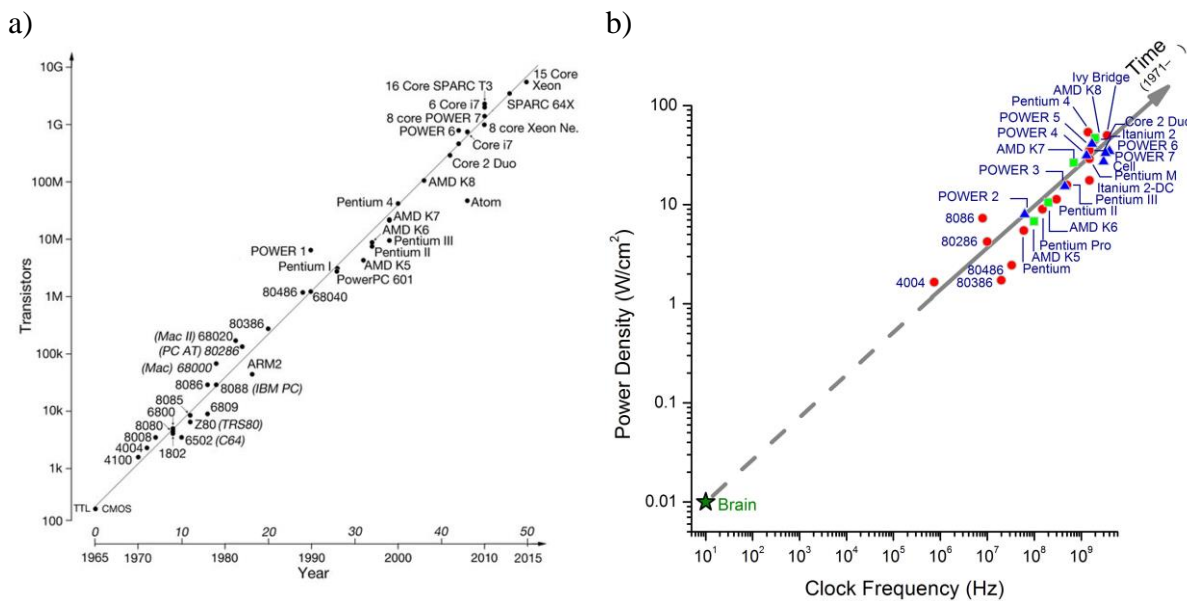 a)
10G
1G
100M
10M
1M
100k
10k
1k
100
Transistors
16 Core SPARC T3
15 Core
Xeon
6 Core i7
SPARC 64X
8 core POWER 7
8 core Xeon Ne.
POWER 6
Core i7
Core 2 Duo
AMD K8
Pentium 4
Atom
AMD K7
AMD K6
POWER 1
Pentium III
Pentium II
Pentium I
AMD K5
PowerPC 601
80486
68040
80386
(Mac II) 68020
(PC AT) 80286
(Mac) 68000
ARM2
8086
8088 (IBM PC)
8085
6800
6809
8080
Z80 (TRS80)
8008
6502 (C64)
4004
1802
4100
TTL
CMOS
0 10 20 30 40 50
1965 1970 1980 1990 2000 2010 2015
Year
b)
Time
(1971– )
100
10
1
0.1
0.01
Power Density (W/cm²)
Ivy Bridge
AMD K8
Pentium 4
Core 2 Duo
POWER 5
Itanium 2
POWER 4
POWER 6
AMD K7
POWER 7
Cell
POWER 3
Pentium M
Itanium 2-DC
Pentium III
POWER 2
Pentium II
8086
AMD K6
80286
Pentium Pro
AMD K5
80486
Pentium
4004
80386
Brain
10¹ 10² 10³ 10⁴ 10⁵ 10⁶ 10⁷ 10⁸ 10⁹
Clock Frequency (Hz)